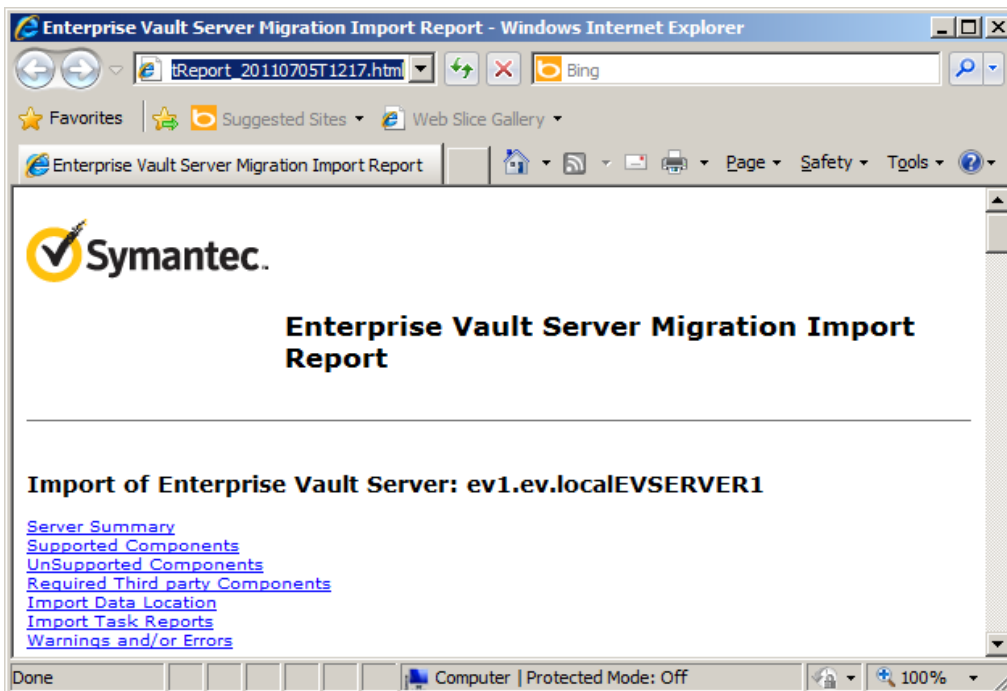 Enterprise Vault Server Migration Import Report - Windows Internet Explorer
tReport_20110705T1217.html
Bing
Favorites
Suggested Sites
Web Slice Gallery
Enterprise Vault Server Migration Import Report
Page
Safety
Tools
Symantec.
Enterprise Vault Server Migration Import
Report
Import of Enterprise Vault Server: ev1.ev.localEVSERVER1
Server Summary
Supported Components
UnSupported Components
Required Third party Components
Import Data Location
Import Task Reports
Warnings and/or Errors
Done
Computer | Protected Mode: Off
100%